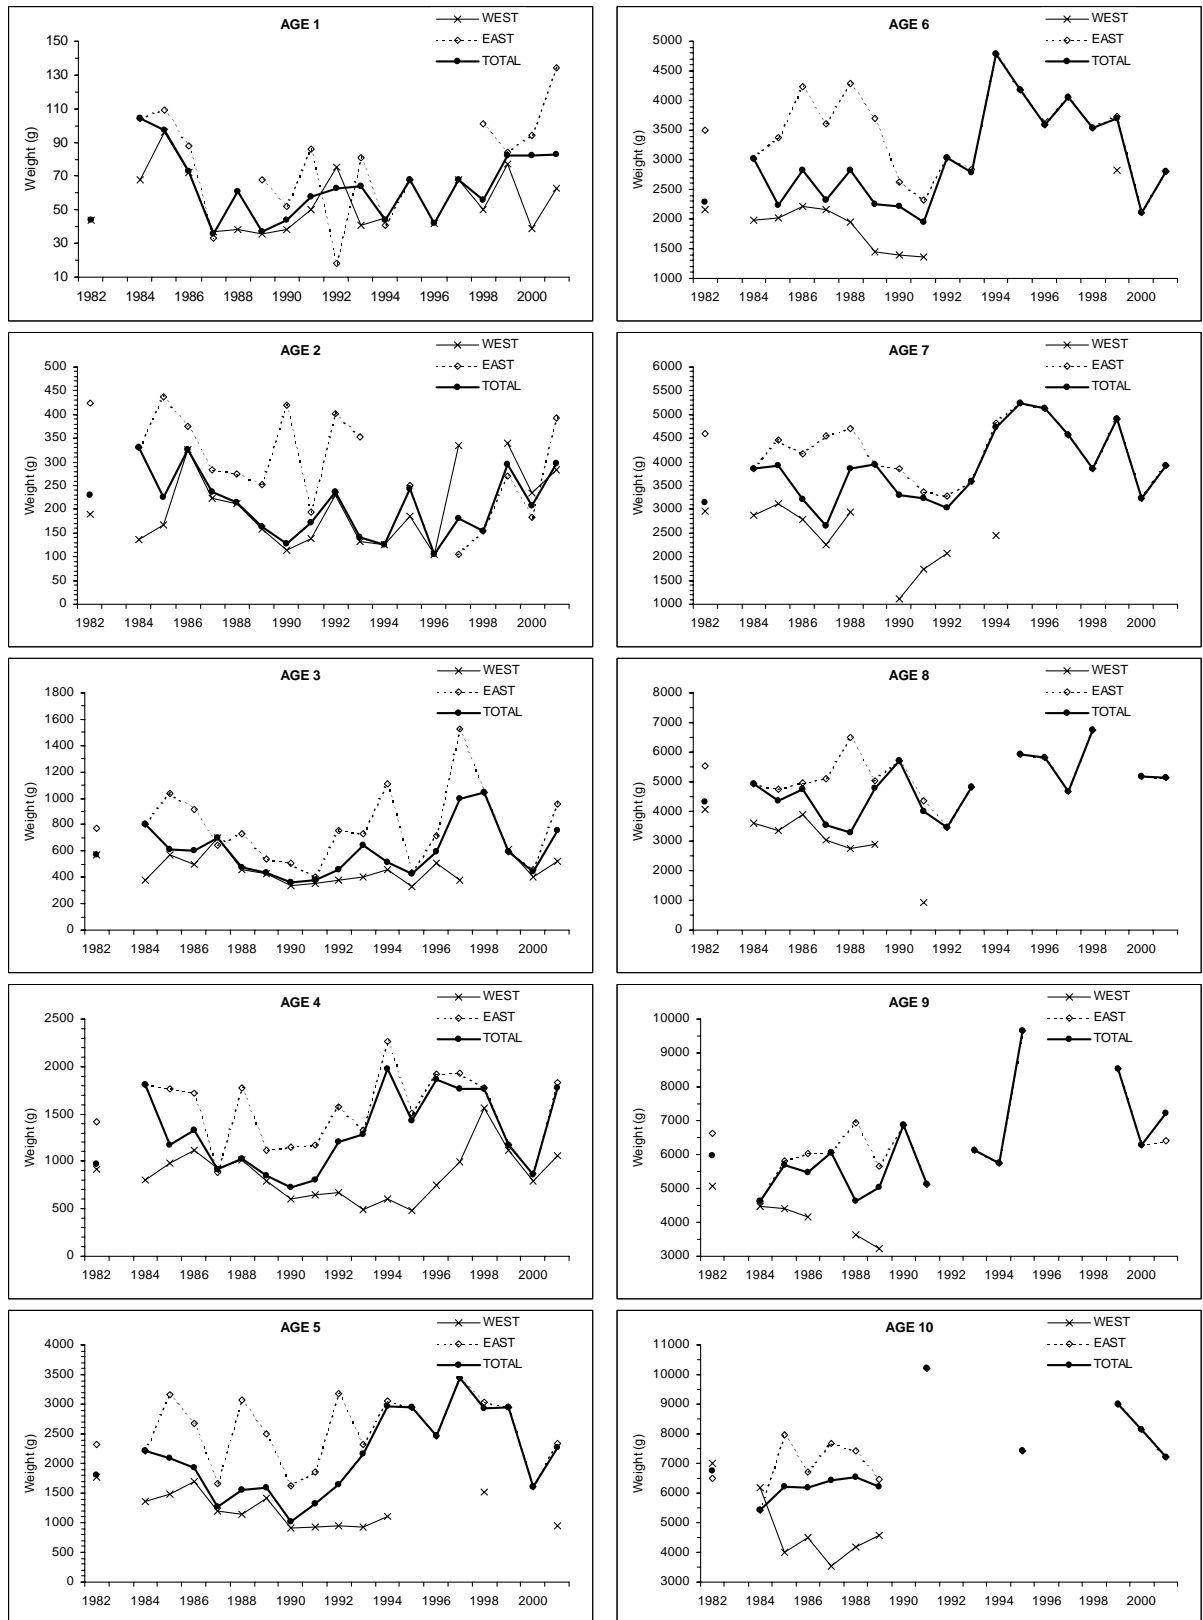 AGE 1
WEST
EAST
TOTAL
Weight (g)
150
130
110
90
70
50
30
10
1982 1984 1986 1988 1990 1992 1994 1996 1998 2000
AGE 6
WEST
EAST
TOTAL
Weight (g)
5000
4500
4000
3500
3000
2500
2000
1500
1000
1982 1984 1986 1988 1990 1992 1994 1996 1998 2000
AGE 2
WEST
EAST
TOTAL
Weight (g)
500
450
400
350
300
250
200
150
100
50
0
1982 1984 1986 1988 1990 1992 1994 1996 1998 2000
AGE 7
WEST
EAST
TOTAL
Weight (g)
6000
5500
5000
4500
4000
3500
3000
2500
2000
1500
1000
1982 1984 1986 1988 1990 1992 1994 1996 1998 2000
AGE 3
WEST
EAST
TOTAL
Weight (g)
1800
1600
1400
1200
1000
800
600
400
200
0
1982 1984 1986 1988 1990 1992 1994 1996 1998 2000
AGE 8
WEST
EAST
TOTAL
Weight (g)
8000
7000
6000
5000
4000
3000
2000
1000
0
1982 1984 1986 1988 1990 1992 1994 1996 1998 2000
AGE 4
WEST
EAST
TOTAL
Weight (g)
2500
2000
1500
1000
500
0
1982 1984 1986 1988 1990 1992 1994 1996 1998 2000
AGE 9
WEST
EAST
TOTAL
Weight (g)
10000
9000
8000
7000
6000
5000
4000
3000
1982 1984 1986 1988 1990 1992 1994 1996 1998 2000
AGE 5
WEST
EAST
TOTAL
Weight (g)
4000
3500
3000
2500
2000
1500
1000
500
0
1982 1984 1986 1988 1990 1992 1994 1996 1998 2000
AGE 10
WEST
EAST
TOTAL
Weight (g)
11000
10000
9000
8000
7000
6000
5000
4000
3000
1982 1984 1986 1988 1990 1992 1994 1996 1998 2000